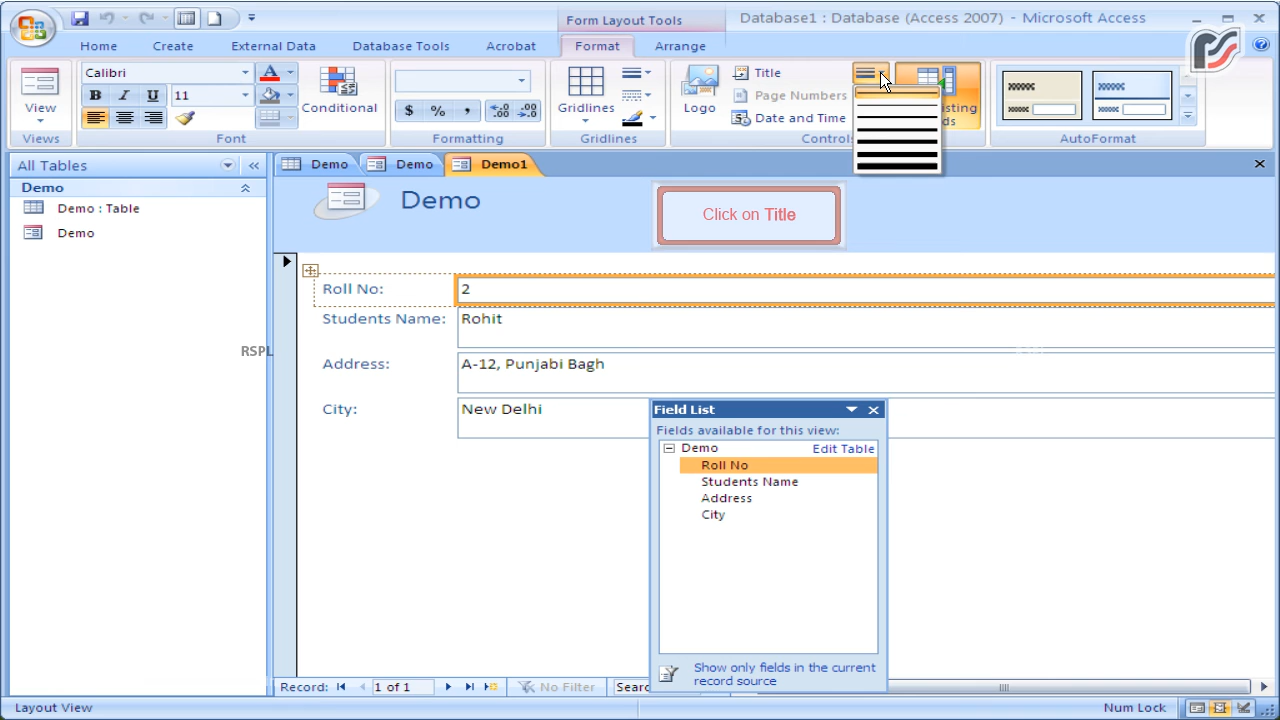 Form Layout Tools
Database1 : Database (Access 2007) - Microsoft Access
Home
Create
External Data
Database Tools
Acrobat
Format
Arrange
View
Views
Calibri
11
Font
Conditional
$ % ,
Formatting
Gridlines
Gridlines
Logo
Title
Page Numbers
Date and Time
Controls
isting
ds
AutoFormat
All Tables
Demo
Demo : Table
Demo
Demo
Demo
Demo1
Demo
Click on Title
Roll No:
2
Students Name:
Rohit
Address:
A-12, Punjabi Bagh
City:
New Delhi
RSPL
Field List
Fields available for this view:
Demo
Edit Table
Roll No
Students Name
Address
City
Show only fields in the current
record source
Record:
1 of 1
No Filter
Searc
Layout View
Num Lock